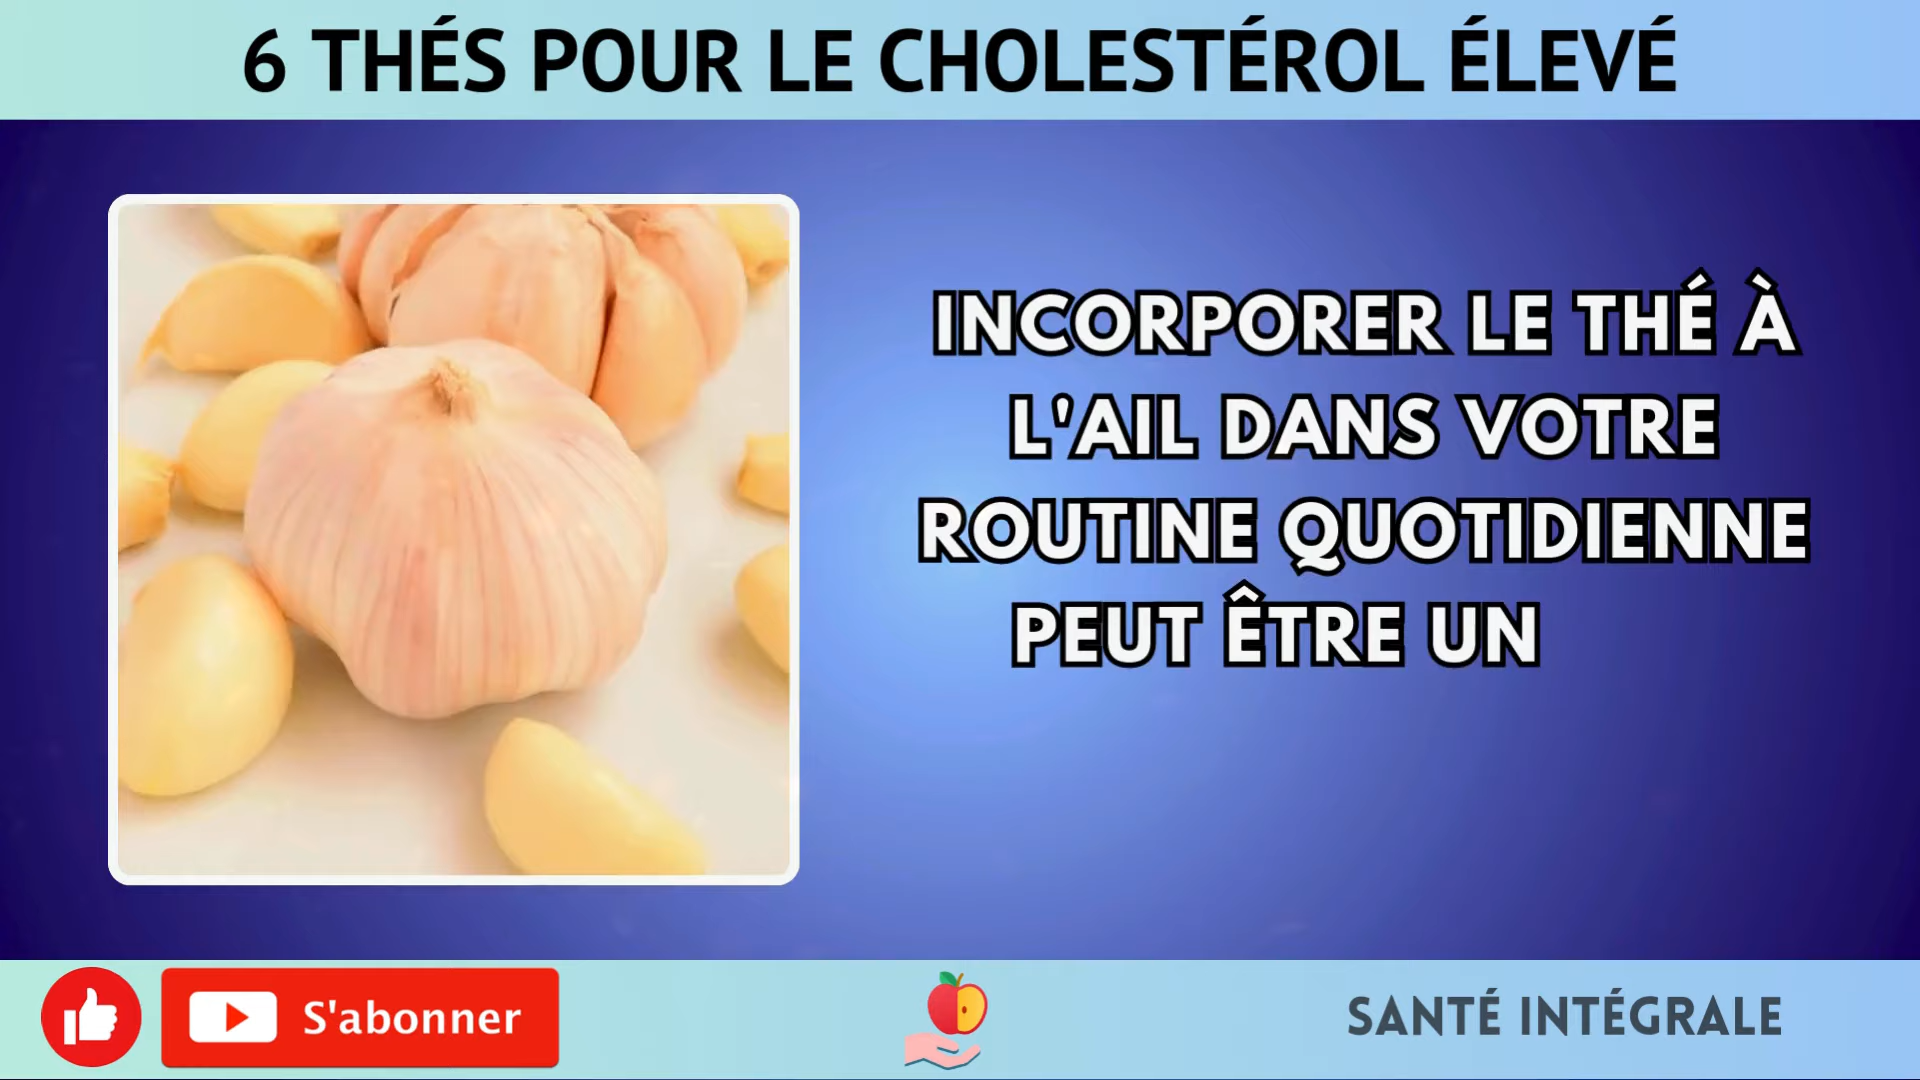 6 THÉS POUR LE CHOLESTÉROL ÉLEVÉ
INCORPORER LE THÉ À
L'AIL DANS VOTRE
ROUTINE QUOTIDIENNE
PEUT ÊTRE UN
S'abonner
SANTÉ INTÉGRALE